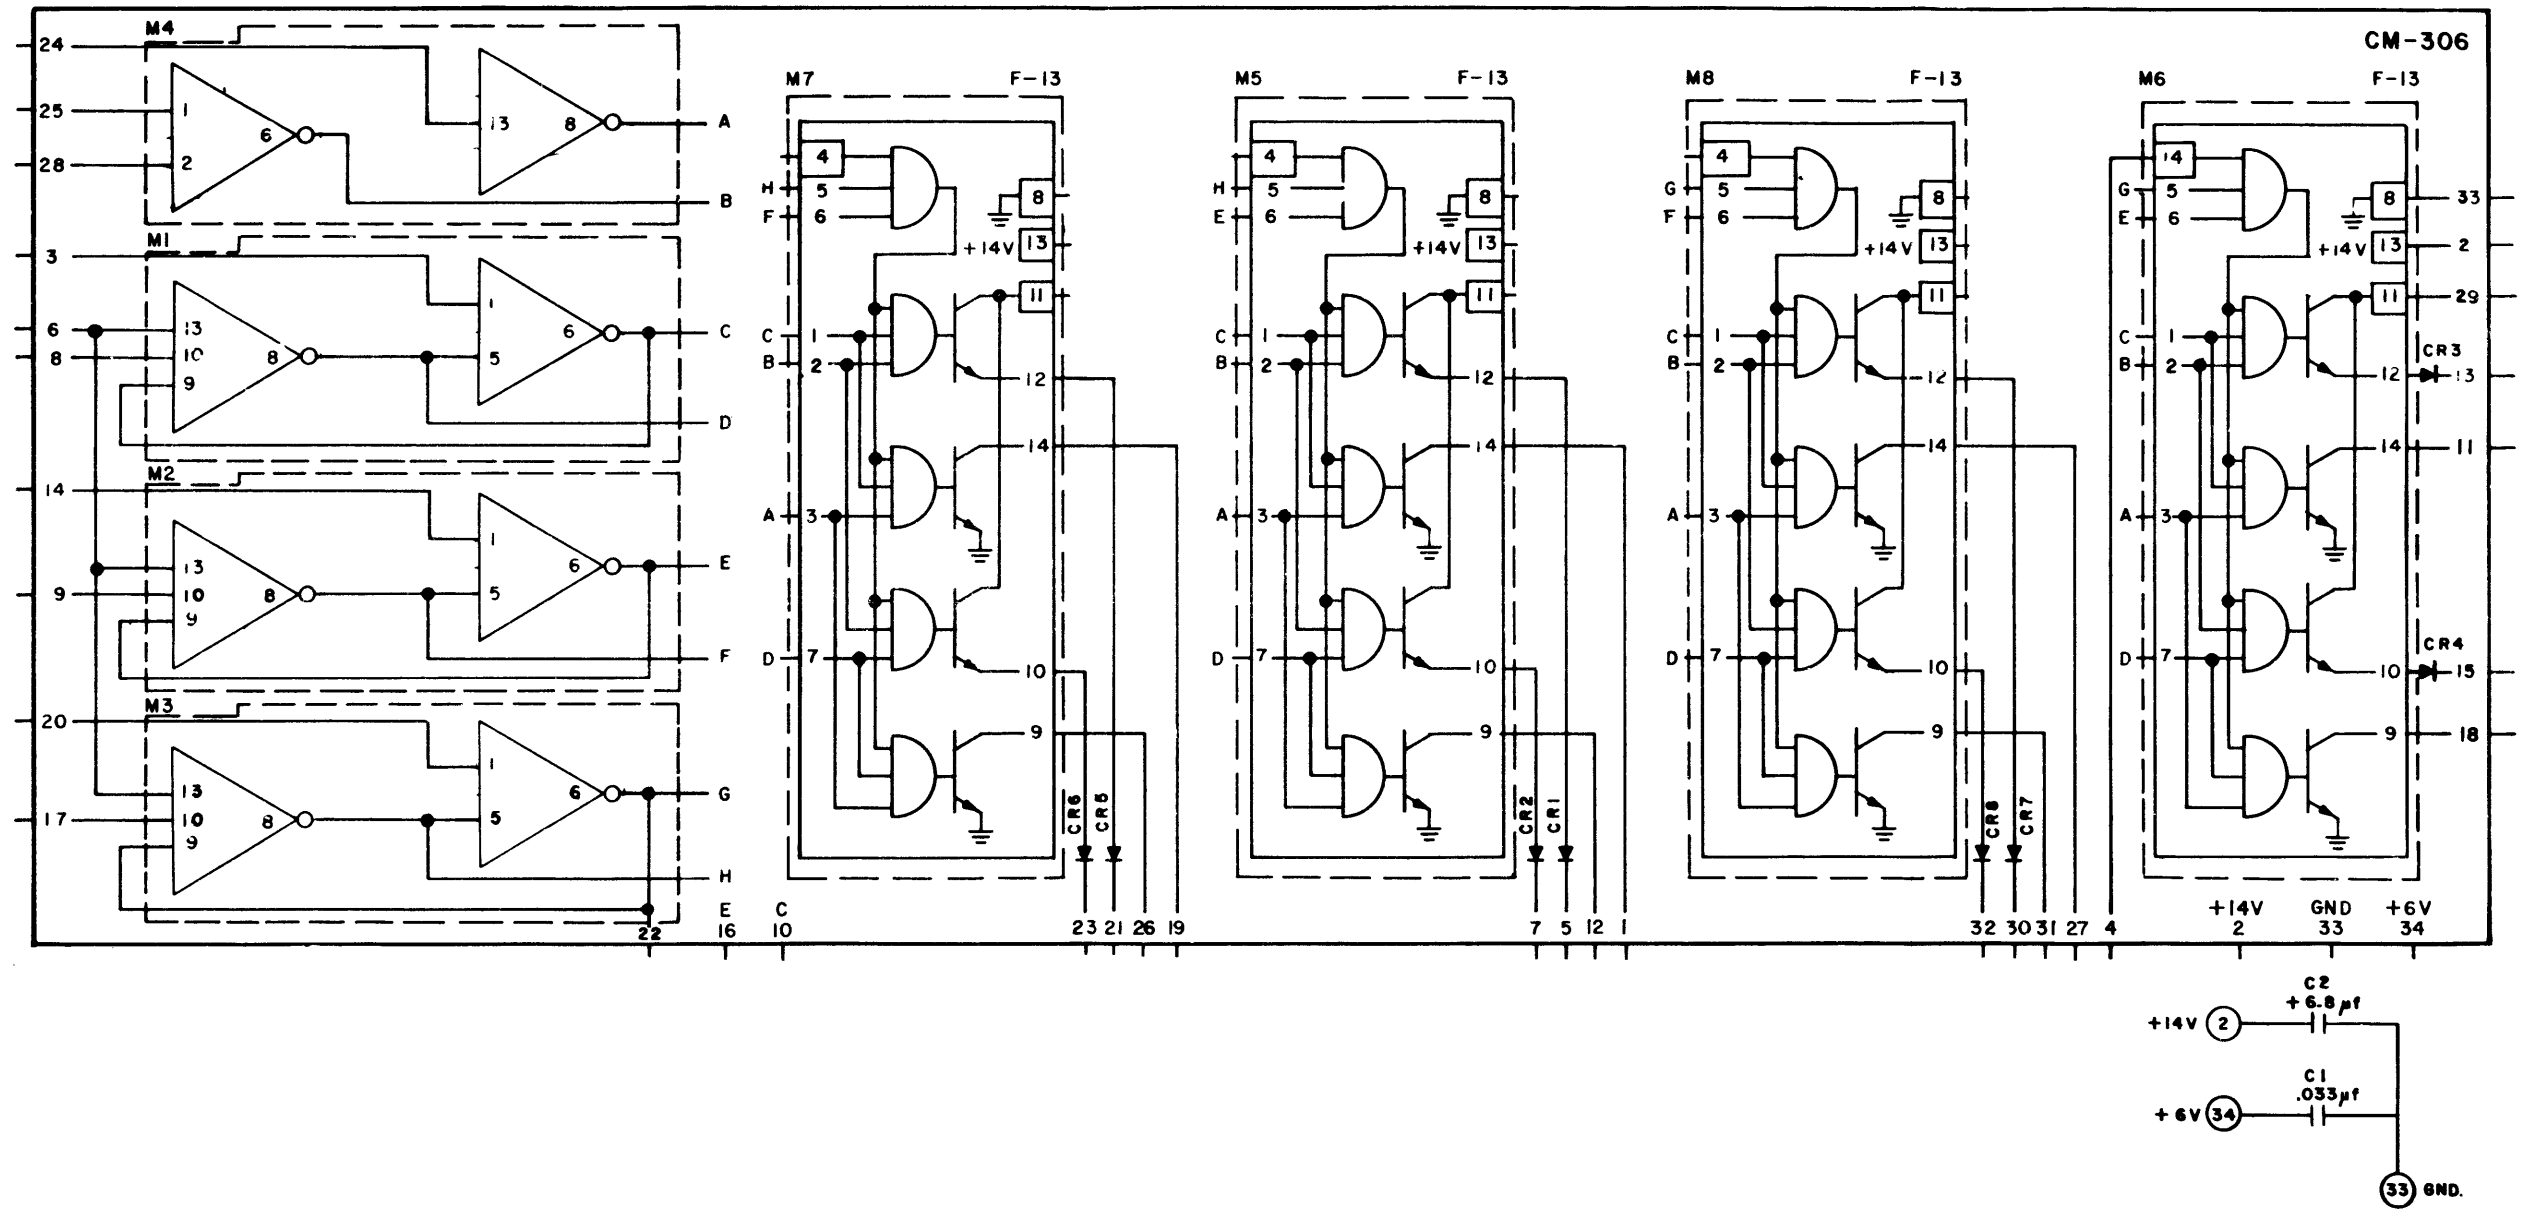 CM-306
M4
24
25
28
1
2
6
13
8
A
B
M1
3
6
8
13
10
9
8
1
5
6
C
D
M2
14
9
13
10
9
8
1
5
6
E
F
M3
20
17
13
10
9
8
1
5
6
G
H
22
E
16
C
10
M7
F-13
4
H
5
F
6
8
+14V
13
11
C
1
B
2
12
14
A
3
D
7
10
9
CR6
CR5
23
21
26
19
M5
F-13
4
H
5
E
6
8
+14V
13
11
C
1
B
2
12
14
A
3
D
7
10
9
CR2
CR1
7
5
12
1
M8
F-13
4
G
5
F
6
8
+14V
13
11
C
1
B
2
12
14
A
3
D
7
10
9
CR8
CR7
32
30
31
27
M6
F-13
14
G
5
E
6
8
33
+14V
13
2
11
29
C
1
B
2
12
CR3
13
14
11
A
3
D
7
10
CR4
15
9
18
4
+14V
2
GND
33
+6V
34
C2
+6.8µf
+14V
2
C1
.033µf
+6V
34
33
GND.